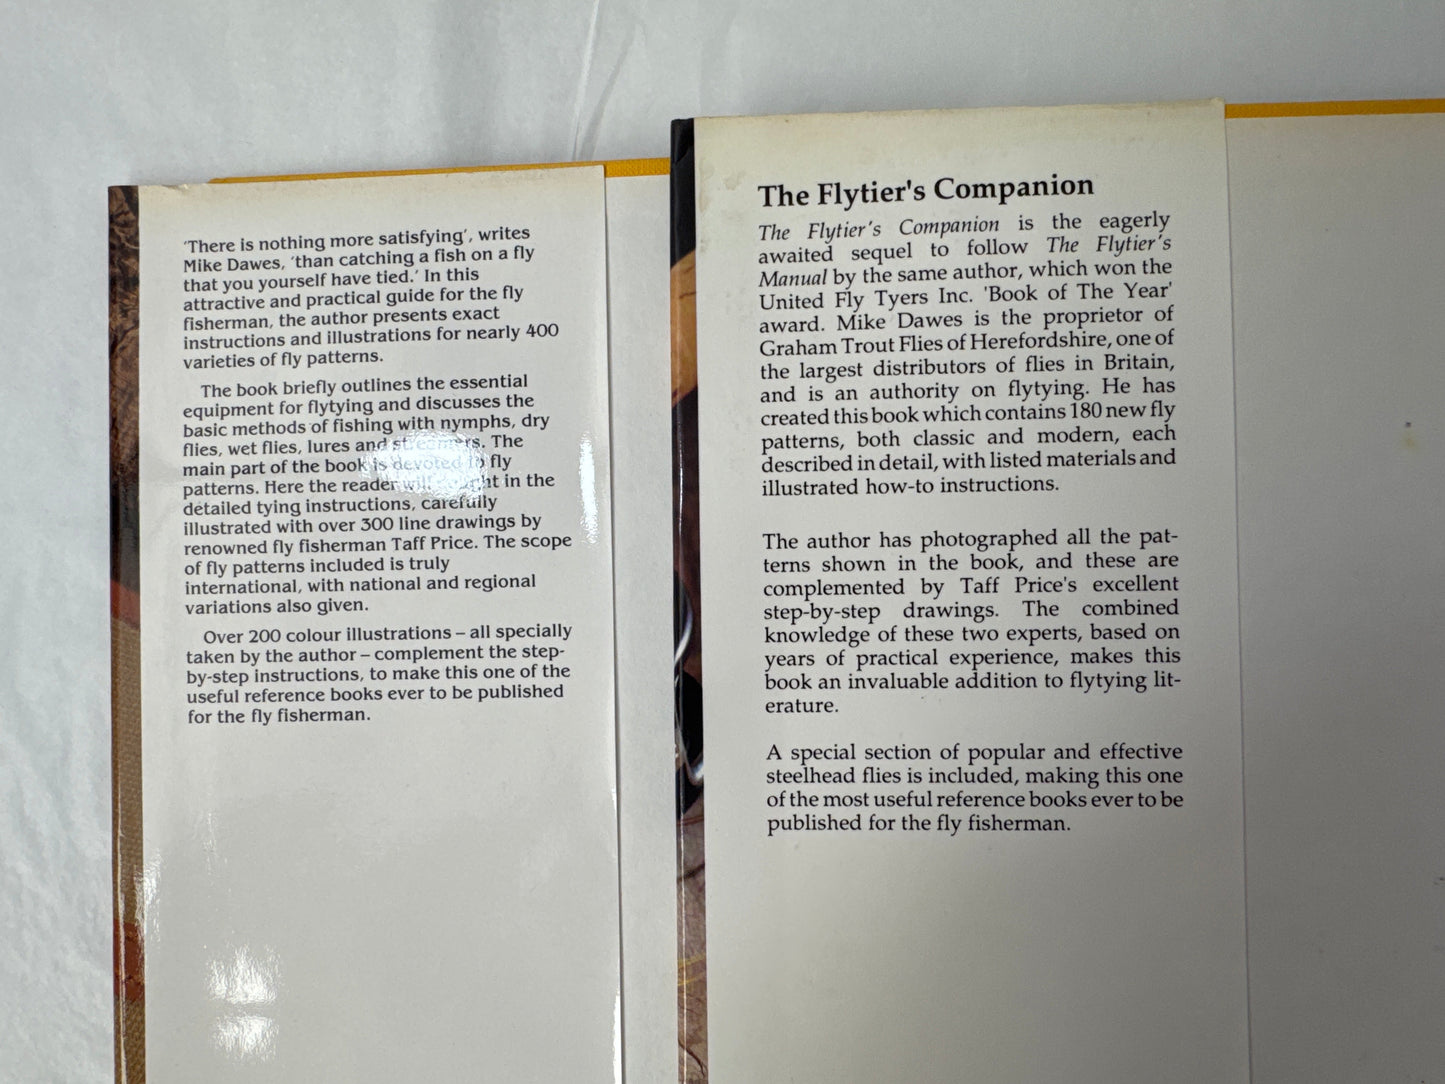 'There is nothing more satisfying', writes
Mike Dawes, 'than catching a fish on a fly
that you yourself have tied.' In this
attractive and practical guide for the fly
fisherman, the author presents exact
instructions and illustrations for nearly 400
varieties of fly patterns.
The book briefly outlines the essential
equipment for flytying and discusses the
basic methods of fishing with nymphs, dry
flies, wet flies, lures and streamers. The
main part of the book is devoted to fly
patterns. Here the reader will in the
detailed tying instructions, carefully
illustrated with over 300 line drawings by
renowned fly fisherman Taff Price. The scope
of fly patterns included is truly
international, with national and regional
variations also given.
Over 200 colour illustrations – all specially
taken by the author – complement the step-
by-step instructions, to make this one of the
useful reference books ever to be published
for the fly fisherman.
The Flytier's Companion
The Flytier's Companion is the eagerly
awaited sequel to follow The Flytier's
Manual by the same author, which won the
United Fly Tyers Inc. 'Book of The Year'
award. Mike Dawes is the proprietor of
Graham Trout Flies of Herefordshire, one of
the largest distributors of flies in Britain,
and is an authority on flytying. He has
created this book which contains 180 new fly
patterns, both classic and modern, each
described in detail, with listed materials and
illustrated how-to instructions.
The author has photographed all the pat-
terns shown in the book, and these are
complemented by Taff Price's excellent
step-by-step drawings. The combined
knowledge of these two experts, based on
years of practical experience, makes this
book an invaluable addition to flytying lit-
erature.
A special section of popular and effective
steelhead flies is included, making this one
of the most useful reference books ever to be
published for the fly fisherman.